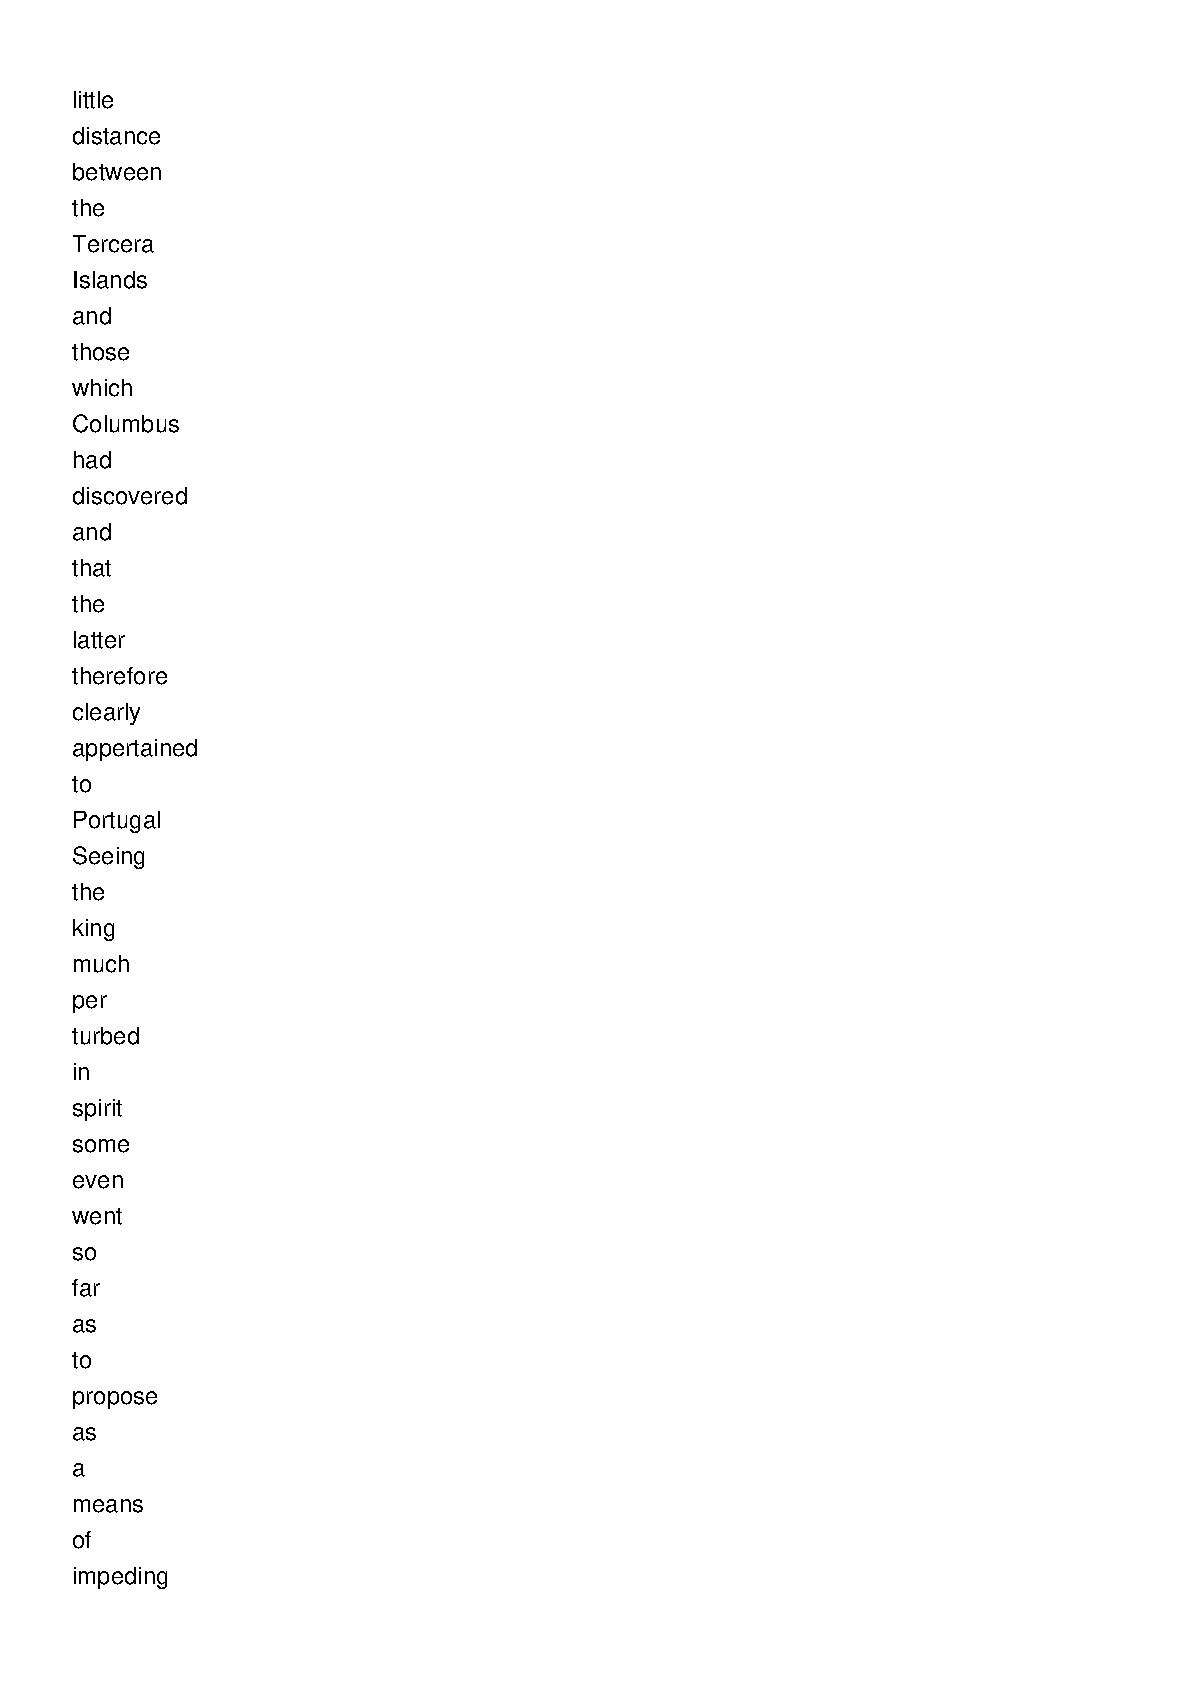 little
distance
between
the
Tercera
Islands
and
those
which
Columbus
had
discovered
and
that
the
latter
therefore
clearly
appertained
to
Portugal
Seeing
the
king
much
per
turbed
in
spirit
some
even
went
so
far
as
to
propose
as
a
means
of
impeding